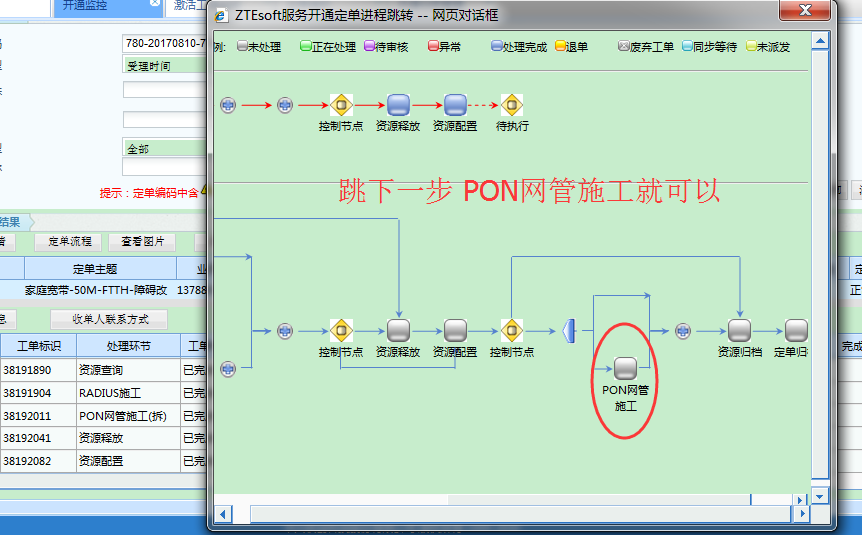 开通监控
激活工
ZTEsoft服务开通定单进程跳转 -- 网页对话框
例:
未处理
正在处理
待审核
异常
处理完成
退单
废弃工单
同步等待
未派发
780-20170810-7
受理时间
全部
提示：定单编码中含
控制节点
资源释放
资源配置
待执行
跳下一步 PON网管施工就可以
结果
定单流程
查看图片
定单主题
业
定
家庭宽带-50M-FTTH-障碍改
13788
正
息
收单人联系方式
工单标识
处理环节
工单
完成
38191890
资源查询
已完
38191904
RADIUS施工
已完
38192011
PON网管施工(拆)
已完
38192041
资源释放
已完
38192082
资源配置
已完
控制节点
资源释放
资源配置
控制节点
PON网管
施工
资源归档
定单归